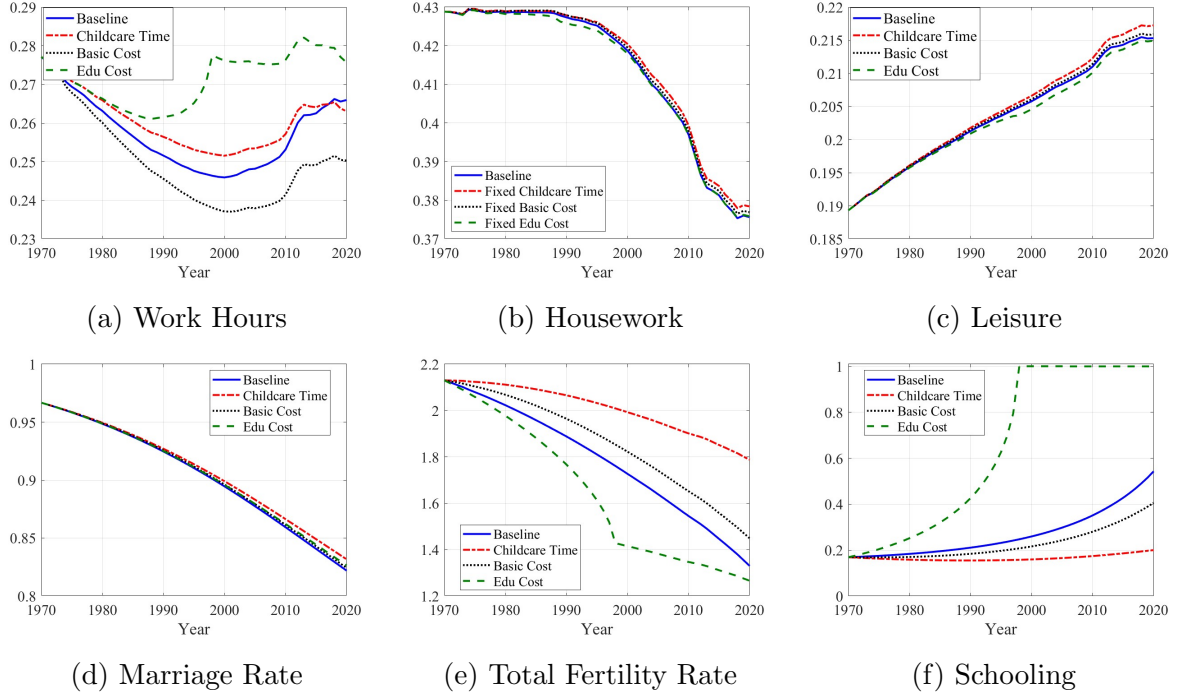 0.29
0.28
0.27
0.26
0.25
0.24
0.23
Baseline
Childcare Time
Basic Cost
Edu Cost
1970 1980 1990 2000 2010 2020
Year
(a) Work Hours
0.43
0.42
0.41
0.4
0.39
0.38
0.37
Baseline
Fixed Childcare Time
Fixed Basic Cost
Fixed Edu Cost
1970 1980 1990 2000 2010 2020
Year
(b) Housework
0.22
0.215
0.21
0.205
0.2
0.195
0.19
0.185
Baseline
Childcare Time
Basic Cost
Edu Cost
1970 1980 1990 2000 2010 2020
Year
(c) Leisure
1
0.95
0.9
0.85
0.8
Baseline
Childcare Time
Basic Cost
Edu Cost
1970 1980 1990 2000 2010 2020
Year
(d) Marriage Rate
2.2
2
1.8
1.6
1.4
1.2
Baseline
Childcare Time
Basic Cost
Edu Cost
1970 1980 1990 2000 2010 2020
Year
(e) Total Fertility Rate
1
0.8
0.6
0.4
0.2
0
Baseline
Childcare Time
Basic Cost
Edu Cost
1970 1980 1990 2000 2010 2020
Year
(f) Schooling